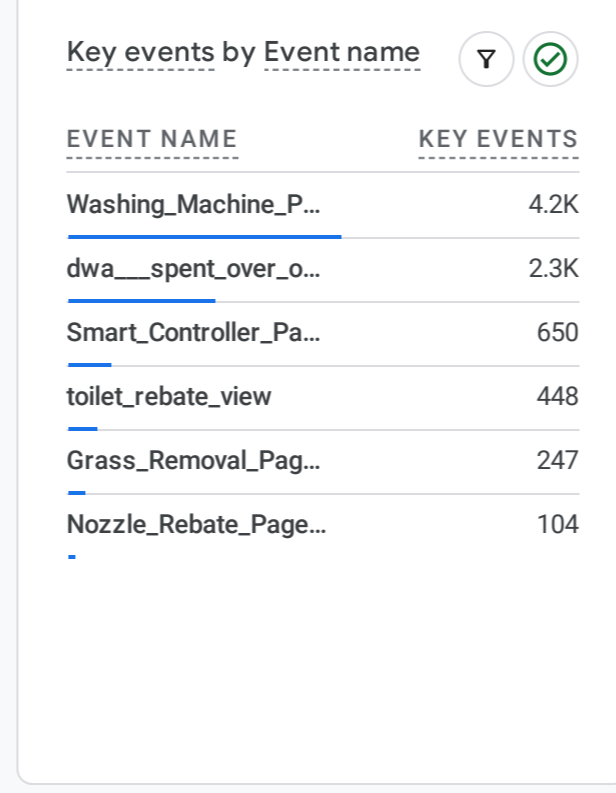 Key events by Event name
EVENT NAME KEY EVENTS
Washing_Machine_P... 4.2K
dwa___spent_over_o... 2.3K
Smart_Controller_Pa... 650
toilet_rebate_view 448
Grass_Removal_Pag... 247
Nozzle_Rebate_Page... 104